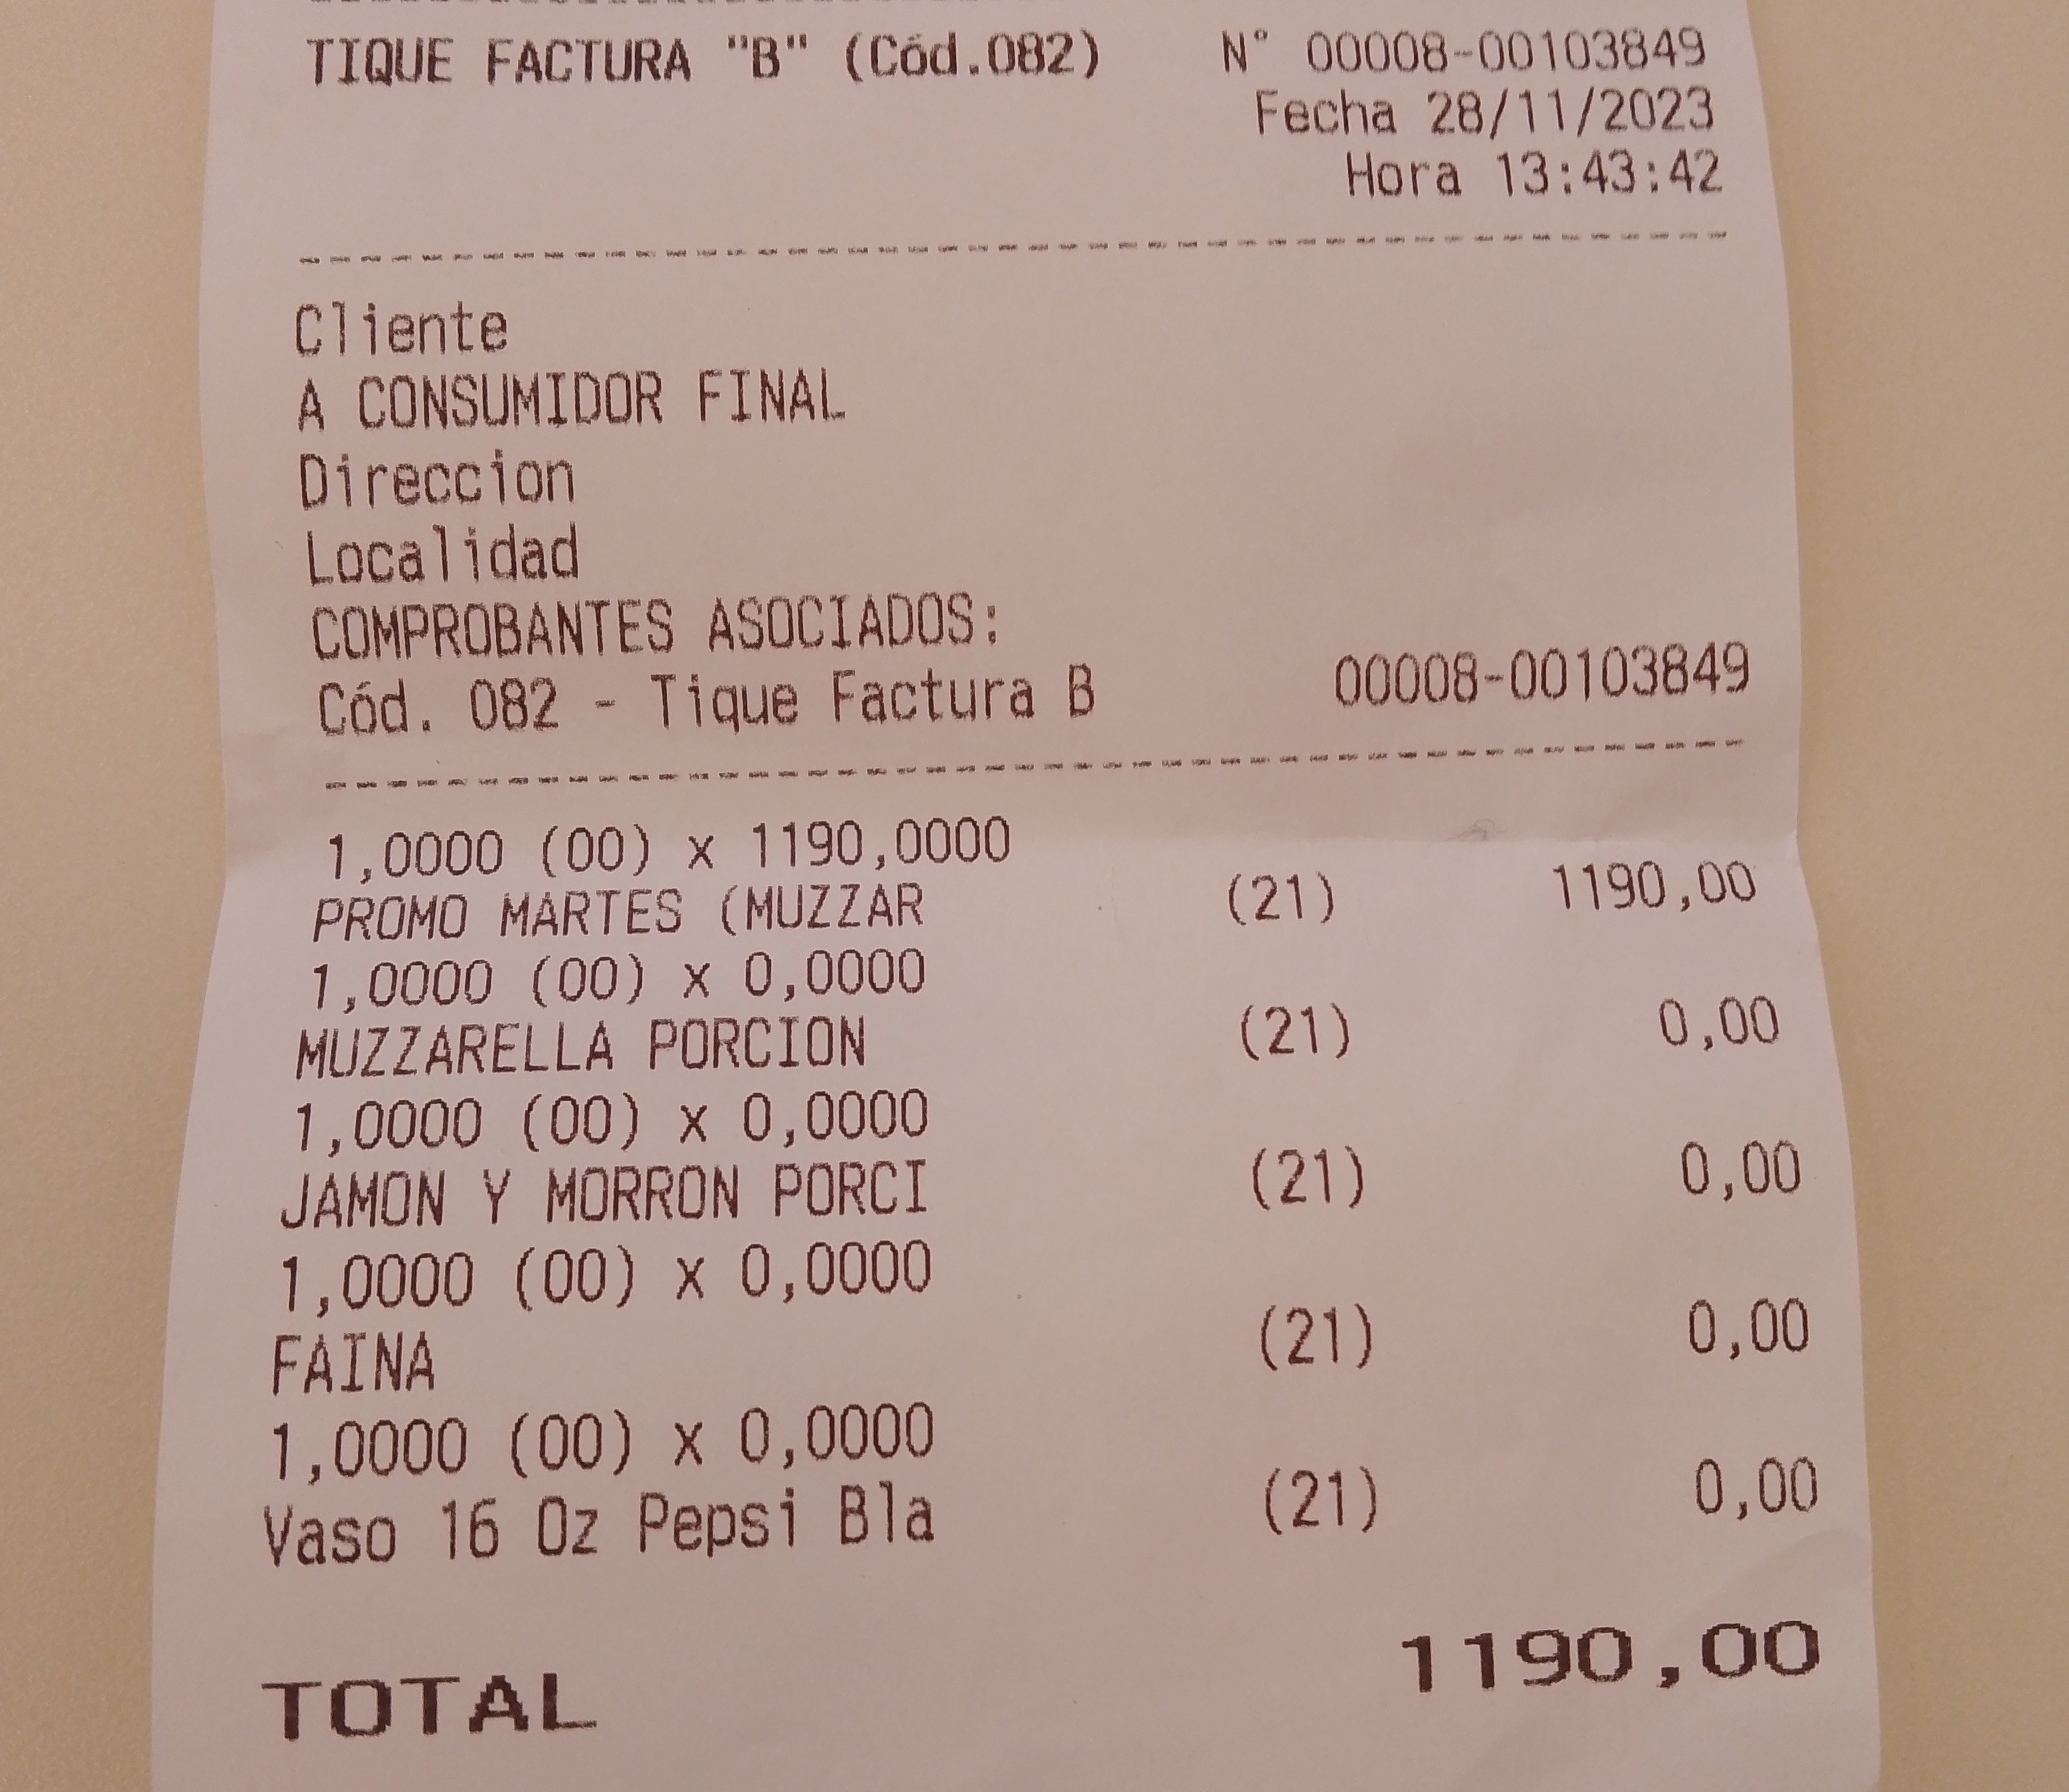 TIQUE FACTURA "B" (Cód.082) N° 00008-00103849
Fecha 28/11/2023
Hora 13:43:42
Cliente
A CONSUMIDOR FINAL
Direccion
Localidad
COMPROBANTES ASOCIADOS:
Cód. 082 - Tique Factura B 00008-00103849
1,0000 (00) x 1190,0000
PROMO MARTES (MUZZAR (21) 1190,00
1,0000 (00) x 0,0000
MUZZARELLA PORCION (21) 0,00
1,0000 (00) x 0,0000
JAMON Y MORRON PORCI (21) 0,00
1,0000 (00) x 0,0000
FAINA (21) 0,00
1,0000 (00) x 0,0000
Vaso 16 Oz Pepsi Bla (21) 0,00
TOTAL 1190,00